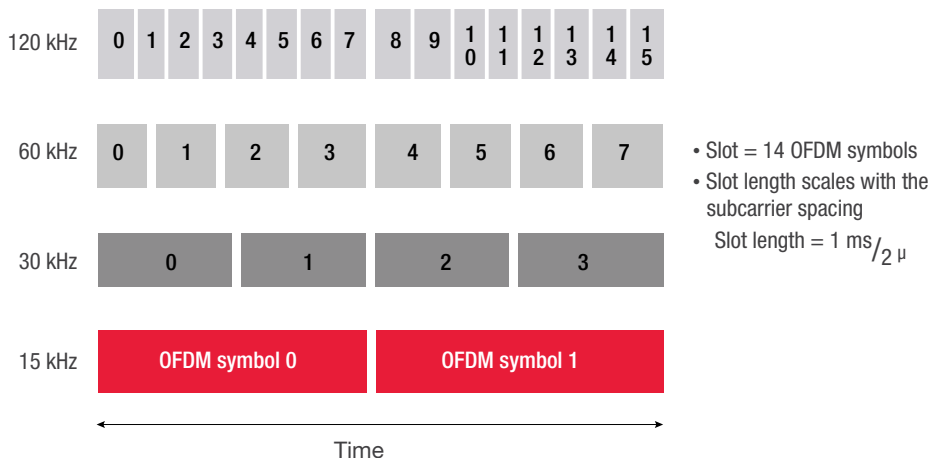 120 kHz 0 1 2 3 4 5 6 7 8 9 10 11 12 13 14 15
60 kHz 0 1 2 3 4 5 6 7
30 kHz 0 1 2 3
15 kHz OFDM symbol 0 OFDM symbol 1
Time
• Slot = 14 OFDM symbols
• Slot length scales with the
subcarrier spacing
Slot length = 1 ms/2 µ